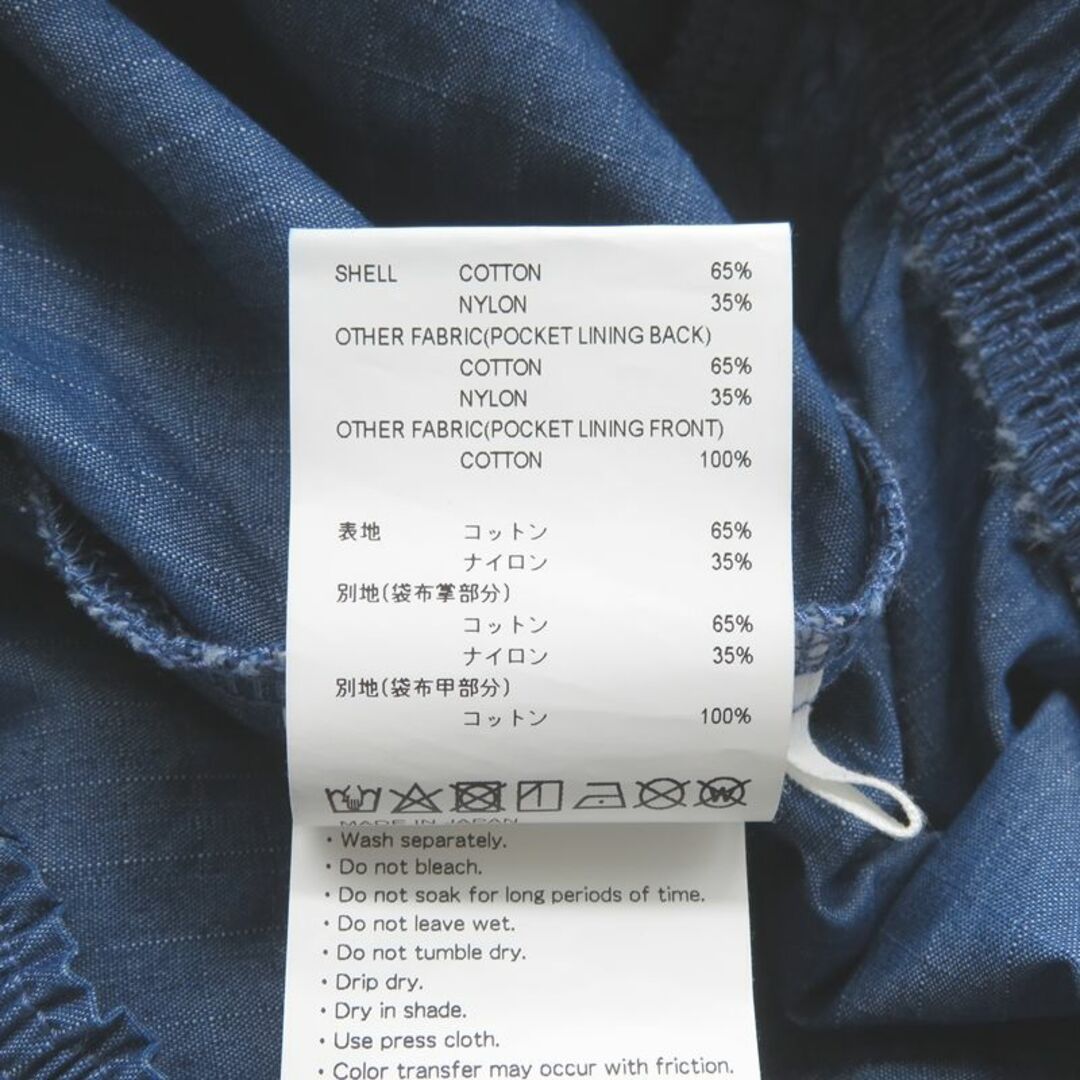 SHELL COTTON 65%
NYLON 35%
OTHER FABRIC(POCKET LINING BACK)
COTTON 65%
NYLON 35%
OTHER FABRIC(POCKET LINING FRONT)
COTTON 100%
表地 コットン 65%
ナイロン 35%
別地(袋布掌部分)
コットン 65%
ナイロン 35%
別地(袋布甲部分)
コットン 100%
W
MADE IN JAPAN
・Wash separately.
・Do not bleach.
・Do not soak for long periods of time.
・Do not leave wet.
・Do not tumble dry.
・Drip dry.
・Dry in shade.
・Use press cloth.
・Color transfer may occur with friction.